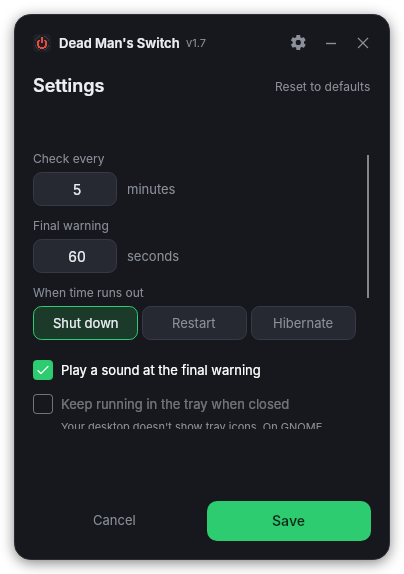 Dead Man's Switch v1.7
Settings
Reset to defaults
Check every
5 minutes
Final warning
60 seconds
When time runs out
Shut down Restart Hibernate
Play a sound at the final warning
Keep running in the tray when closed
Your desktop doesn't show tray icons. On GNOME
Cancel Save